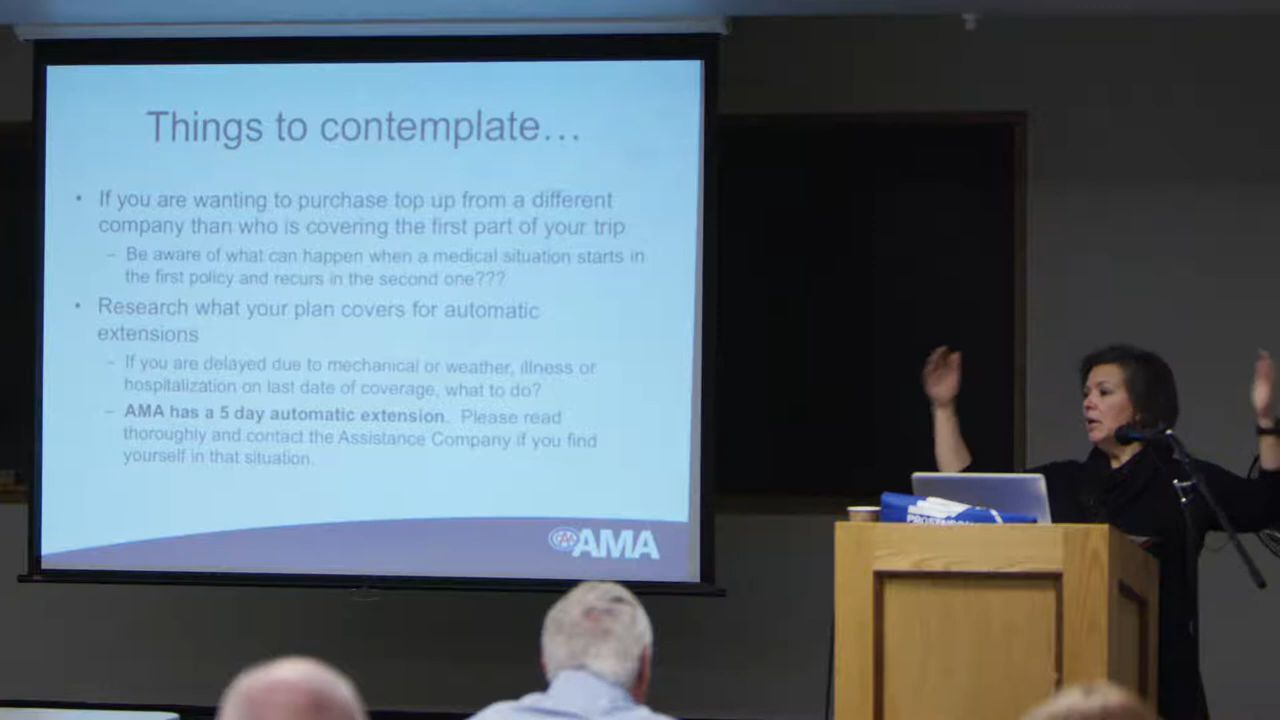 Things to contemplate…
• If you are wanting to purchase top up from a different
company than who is covering the first part of your trip
– Be aware of what can happen when a medical situation starts in
the first policy and recurs in the second one???
• Research what your plan covers for automatic
extensions
– If you are delayed due to mechanical or weather, illness or
hospitalization on last date of coverage, what to do?
– AMA has a 5 day automatic extension. Please read
thoroughly and contact the Assistance Company if you find
yourself in that situation.
CAA AMA